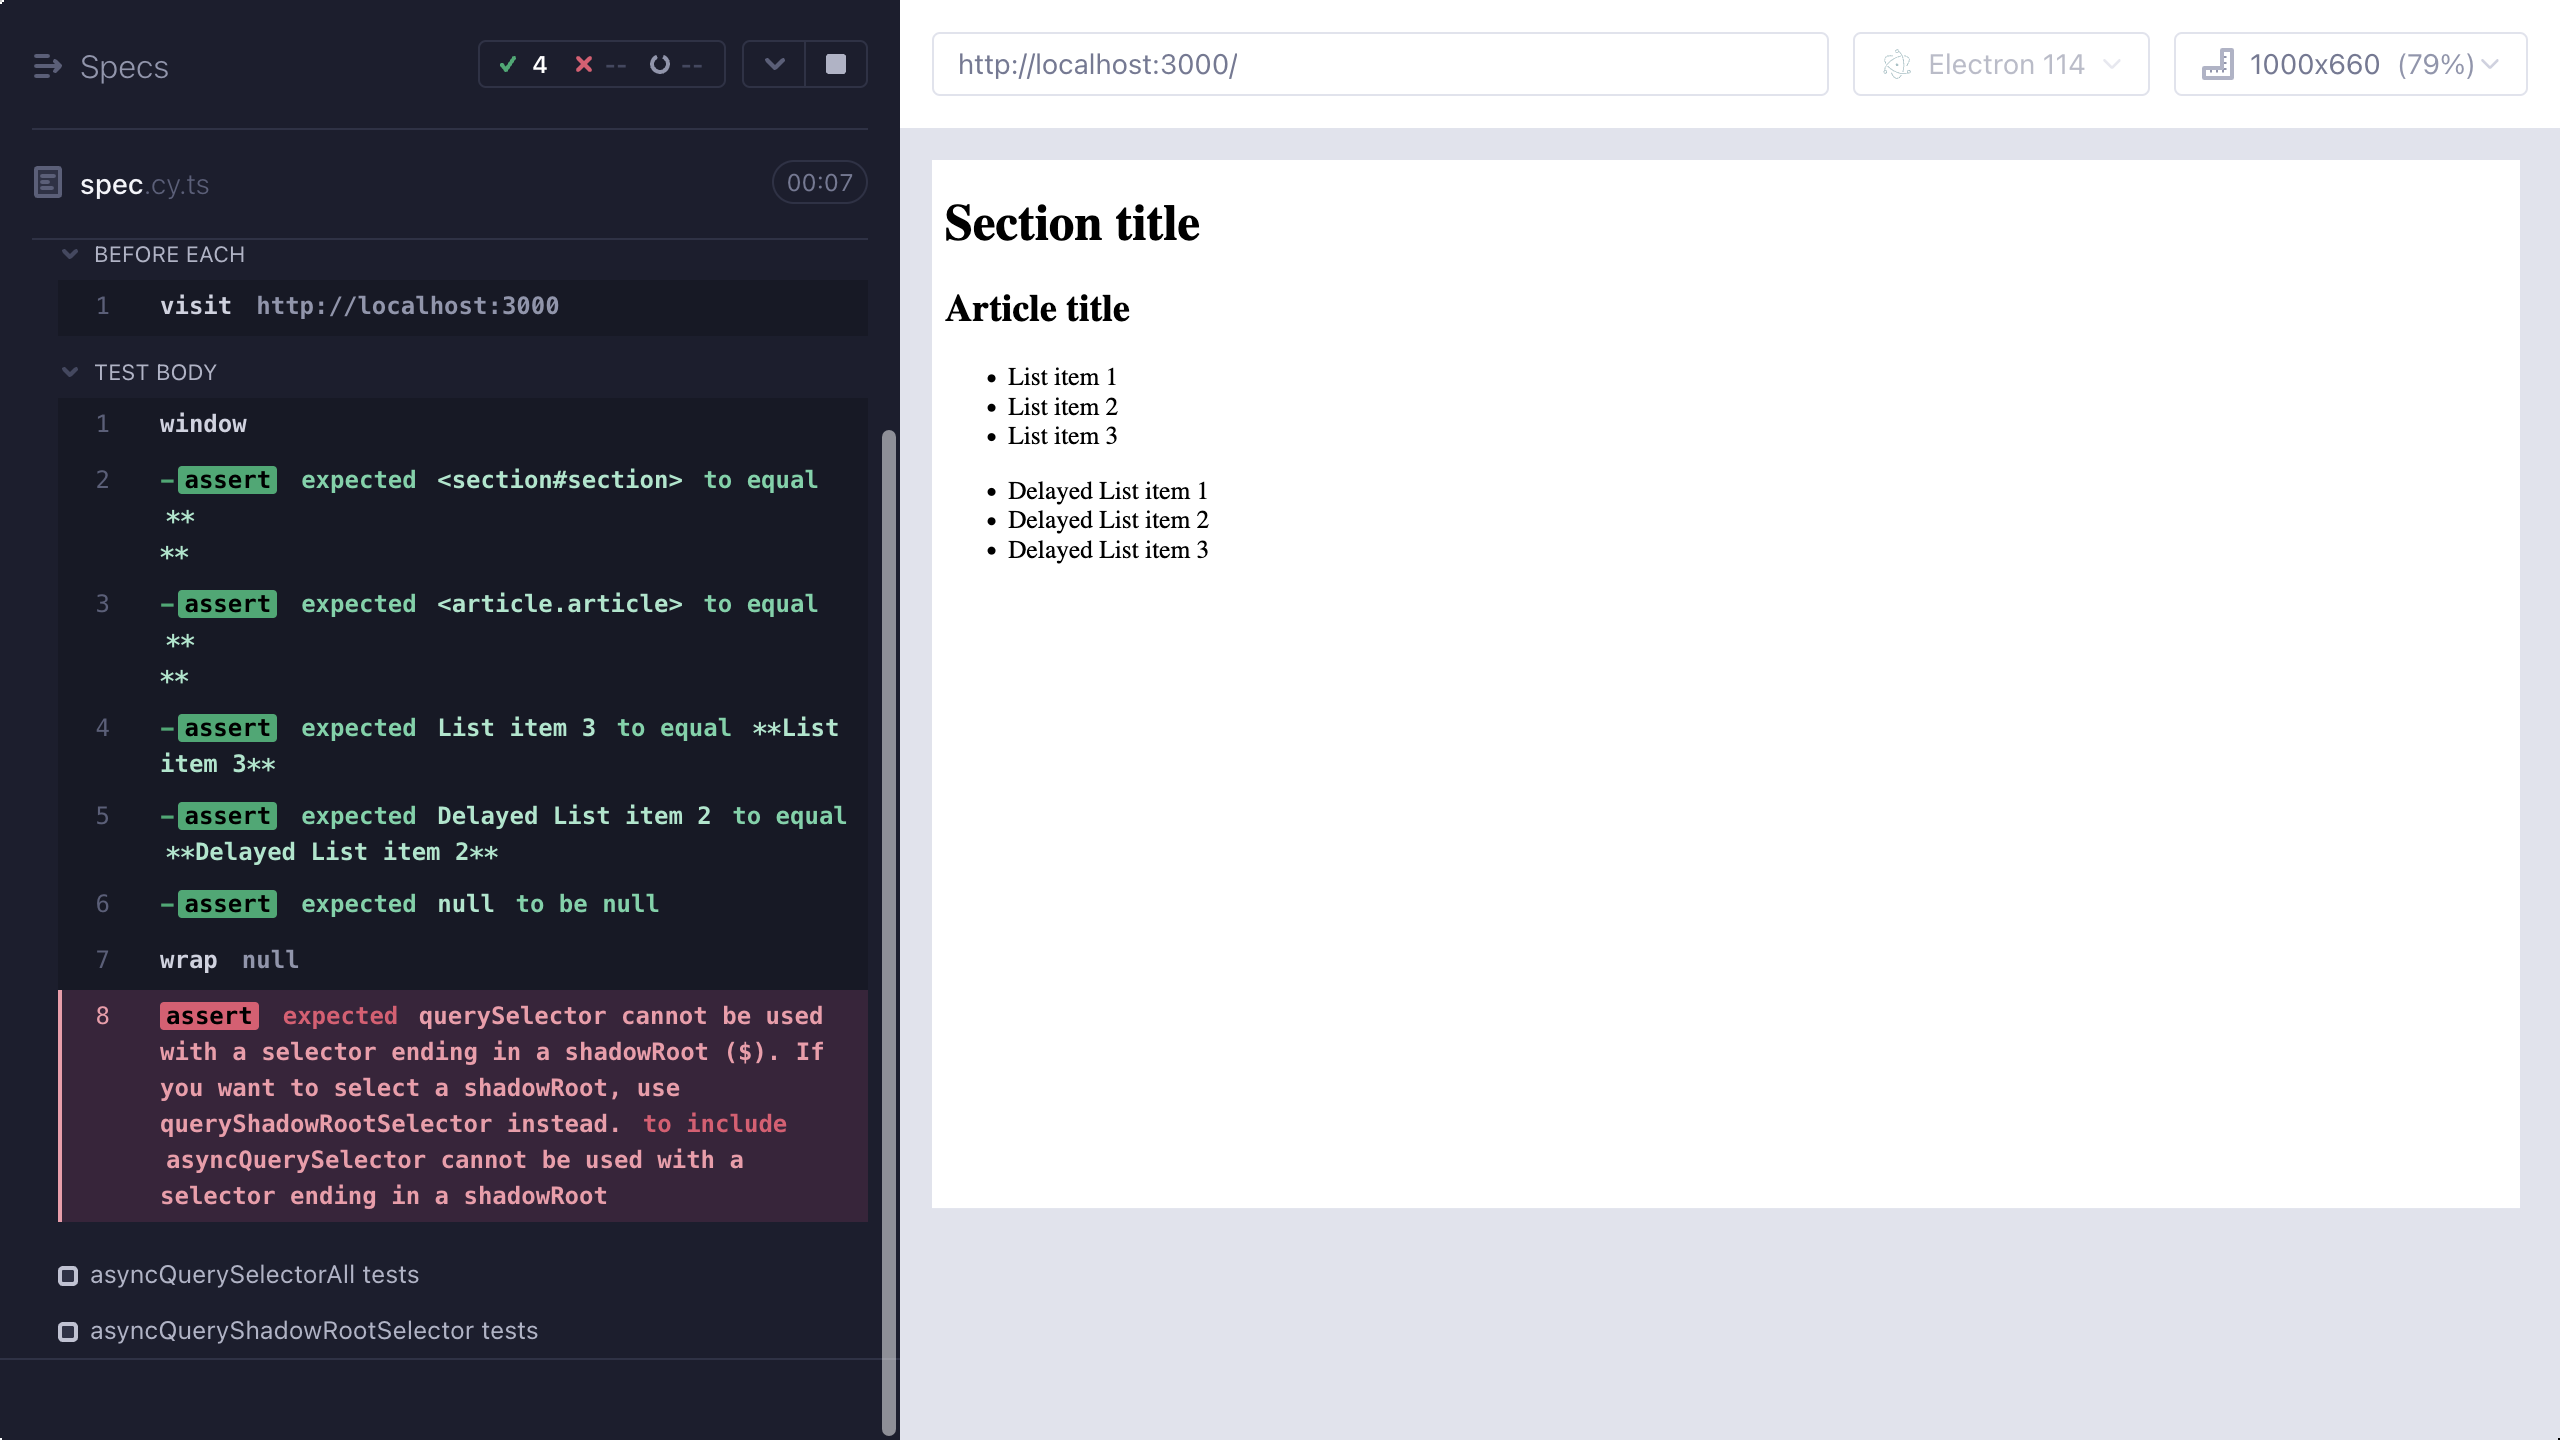 Specs
4 -- --
spec.cy.ts
00:07
BEFORE EACH
1 visit http://localhost:3000
TEST BODY
1 window
2 -assert expected <section#section> to equal
**
**
3 -assert expected <article.article> to equal
**
**
4 -assert expected List item 3 to equal **List
item 3**
5 -assert expected Delayed List item 2 to equal
**Delayed List item 2**
6 -assert expected null to be null
7 wrap null
8 assert expected querySelector cannot be used
with a selector ending in a shadowRoot ($). If
you want to select a shadowRoot, use
queryShadowRootSelector instead. to include
asyncQuerySelector cannot be used with a
selector ending in a shadowRoot
asyncQuerySelectorAll tests
asyncQueryShadowRootSelector tests
http://localhost:3000/
Electron 114
1000x660 (79%)
Section title
Article title
• List item 1
• List item 2
• List item 3
• Delayed List item 1
• Delayed List item 2
• Delayed List item 3